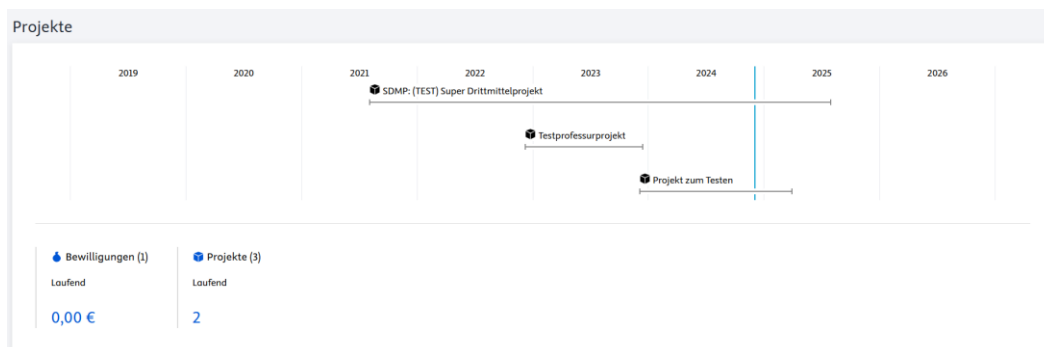 Projekte
2019 2020 2021 2022 2023 2024 2025 2026
SDMP: (TEST) Super Drittmittelprojekt
Testprofessurprojekt
Projekt zum Testen
Bewilligungen (1) Projekte (3)
Laufend Laufend
0,00 € 2